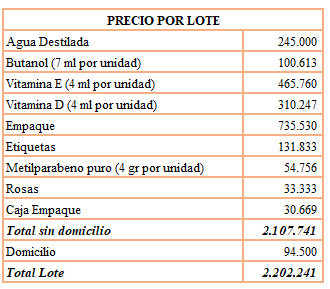 PRECIO POR LOTE
Agua Destilada 245.000
Butanol (7 ml por unidad) 100.613
Vitamina E (4 ml por unidad) 465.760
Vitamina D (4 ml por unidad) 310.247
Empaque 735.530
Etiquetas 131.833
Metilparabeno puro (4 gr por unidad) 54.756
Rosas 33.333
Caja Empaque 30.669
Total sin domicilio 2.107.741
Domicilio 94.500
Total Lote 2.202.241